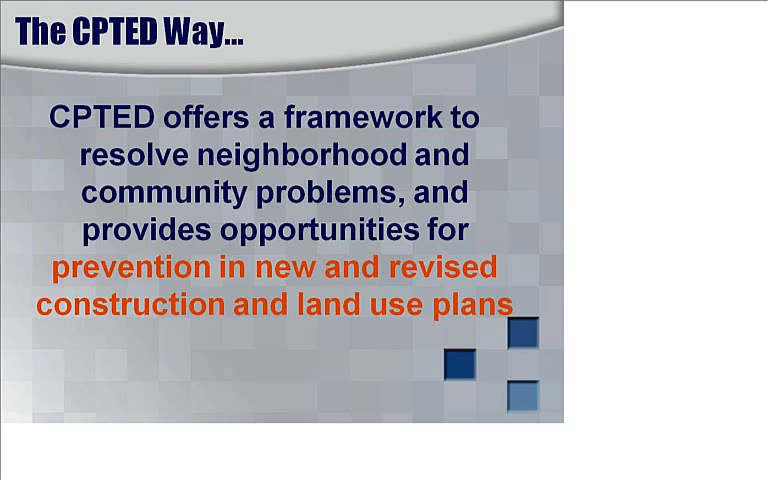 The CPTED Way...
CPTED offers a framework to
resolve neighborhood and
community problems, and
provides opportunities for
prevention in new and revised
construction and land use plans